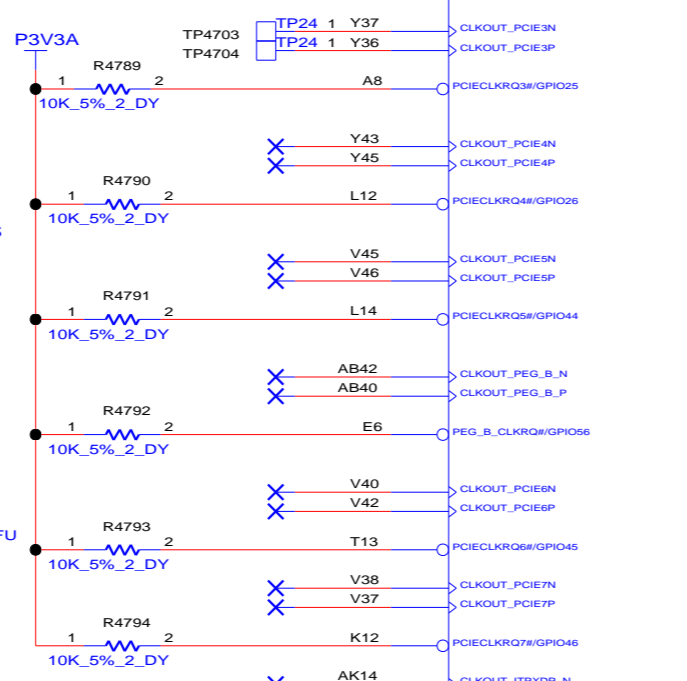 TP4703 TP24 1 Y37 CLKOUT_PCIE3N
P3V3A
TP4704 TP24 1 Y36 CLKOUT_PCIE3P
R4789
1 2 A8 PCIECLKRQ3#/GPIO25
10K_5%_2_DY
Y43 CLKOUT_PCIE4N
Y45 CLKOUT_PCIE4P
R4790
1 2 L12 PCIECLKRQ4#/GPIO26
10K_5%_2_DY
V45 CLKOUT_PCIE5N
V46 CLKOUT_PCIE5P
R4791
1 2 L14 PCIECLKRQ5#/GPIO44
10K_5%_2_DY
AB42 CLKOUT_PEG_B_N
AB40 CLKOUT_PEG_B_P
R4792
1 2 E6 PEG_B_CLKRQ#/GPIO56
10K_5%_2_DY
V40 CLKOUT_PCIE6N
V42 CLKOUT_PCIE6P
R4793
FU
1 2 T13 PCIECLKRQ6#/GPIO45
10K_5%_2_DY
V38 CLKOUT_PCIE7N
V37 CLKOUT_PCIE7P
R4794
1 2 K12 PCIECLKRQ7#/GPIO46
10K_5%_2_DY
AK14